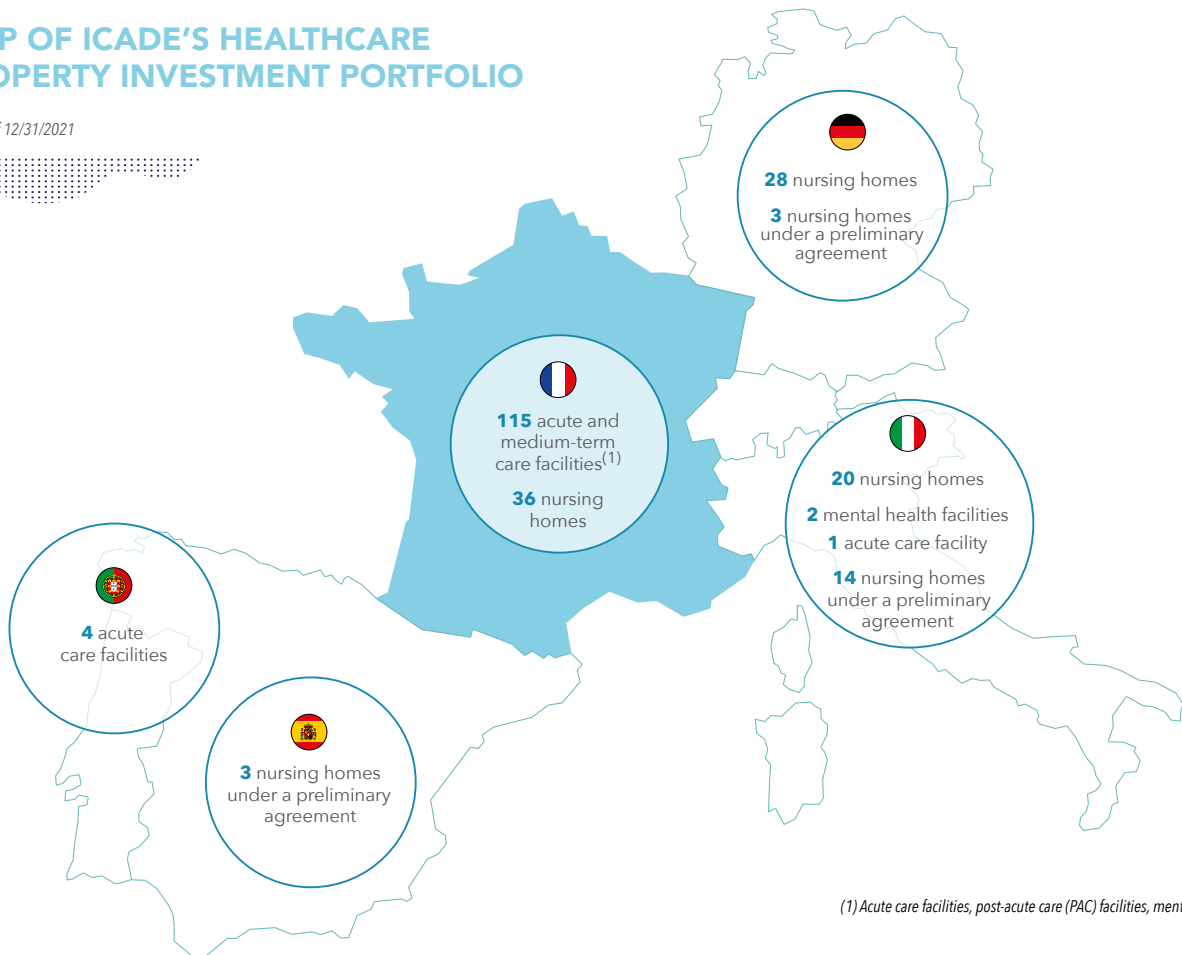 P OF ICADE'S HEALTHCARE
OPERTY INVESTMENT PORTFOLIO
12/31/2021
28 nursing homes
3 nursing homes
under a preliminary
agreement
115 acute and
medium-term
care facilities(1)
36 nursing
homes
20 nursing homes
2 mental health facilities
1 acute care facility
14 nursing homes
under a preliminary
agreement
4 acute
care facilities
3 nursing homes
under a preliminary
agreement
(1) Acute care facilities, post-acute care (PAC) facilities, ment